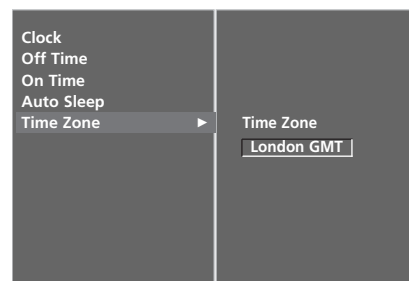 Clock
Off Time
On Time
Auto Sleep
Time Zone ►
Time Zone
London GMT